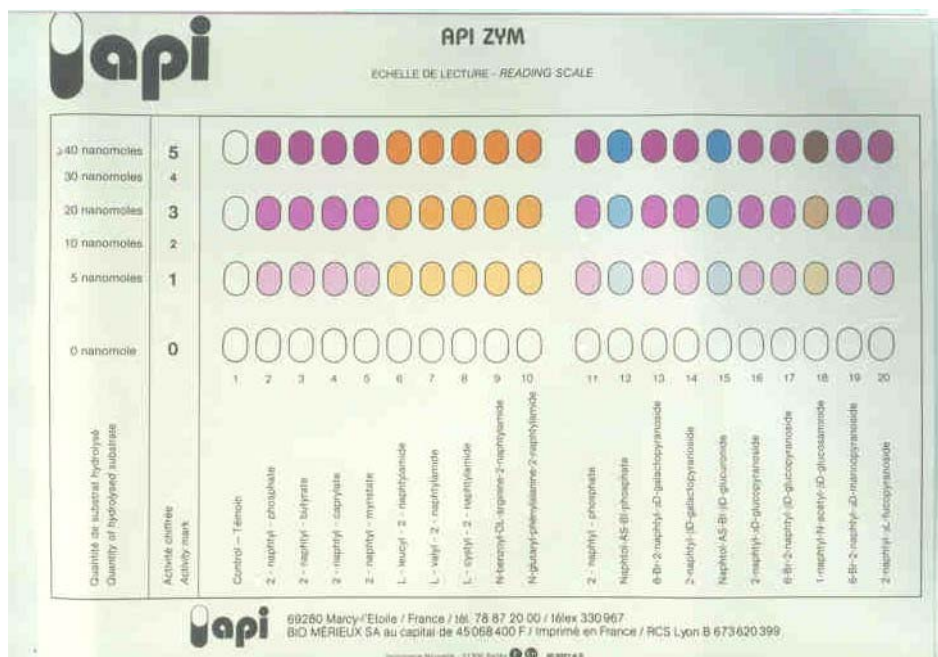 api
API ZYM
ECHELLE DE LECTURE - READING SCALE
≥40 nanomoles 5
30 nanomoles 4
20 nanomoles 3
10 nanomoles 2
5 nanomoles 1
0 nanomole 0
1 2 3 4 5 6 7 8 9 10 11 12 13 14 15 16 17 18 19 20
Quantité de substrat hydrolysé
Quantity of hydrolysed substrate
Activité chiffrée
Activity mark
Control - Témoin
2 - naphtyl - phosphate
2 - naphtyl - butyrate
2 - naphtyl - caprylate
2 - naphtyl - myristate
L - leucyl - 2 - naphtylamide
L - valyl - 2 - naphtylamide
L - cystyl - 2 - naphtylamide
N-benzoyl-DL-arginine-2-naphtylamide
N-glutaryl-phenylalanine-2-naphtylamide
2 - naphtyl - phosphate
Naphtol-AS-BI-phosphate
6-Br-2-naphtyl-αD-galactopyranoside
2-naphtyl-βD-galactopyranoside
Naphtol-AS-BI-βD-glucuronide
2-naphtyl-αD-glucopyranoside
6-Br-2-naphtyl-βD-glucopyranoside
1-naphtyl-N-acetyl-βD-glucosaminide
6-Br-2-naphtyl-αD-mannopyranoside
2-naphtyl-αL-fucopyranoside
api
69280 Marcy-l'Etoile / France / tél. 78 87 20 00 / télex 330 967
BIO MÉRIEUX SA au capital de 45 068 400 F / Imprimé en France / RCS Lyon B 673 620 399